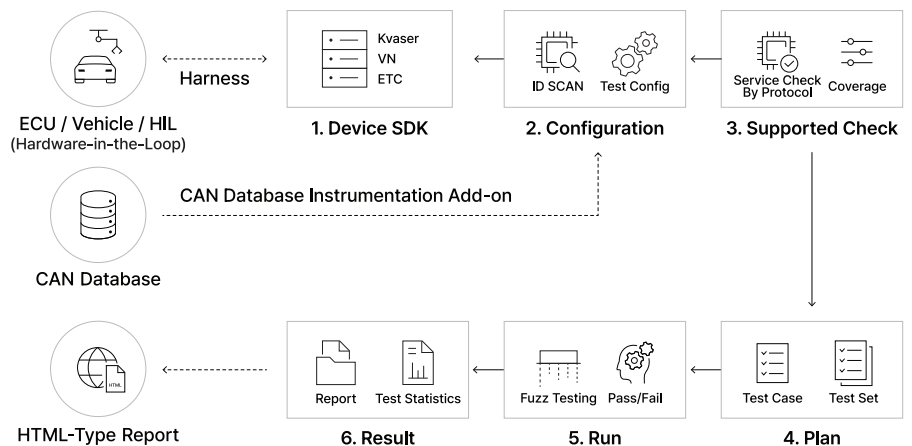 Kvaser
VN
ETC
Harness
ID SCAN
Test Config
Service Check
By Protocol
Coverage
ECU / Vehicle / HIL
(Hardware-in-the-Loop)
1. Device SDK
2. Configuration
3. Supported Check
CAN Database Instrumentation Add-on
CAN Database
HTML
HTML-Type Report
Report
Test Statistics
6. Result
Fuzz Testing
Pass/Fail
5. Run
Test Case
Test Set
4. Plan